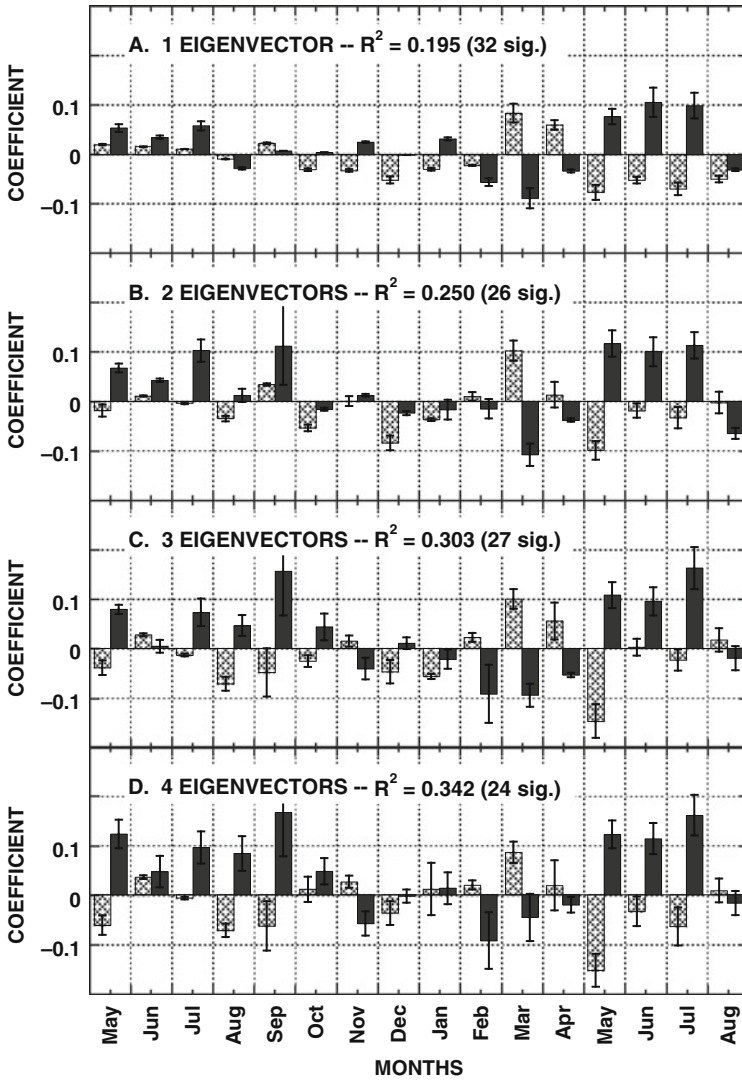 A. 1 EIGENVECTOR -- R² = 0.195 (32 sig.)
COEFFICIENT
0.1
0
−0.1
B. 2 EIGENVECTORS -- R² = 0.250 (26 sig.)
COEFFICIENT
0.1
0
−0.1
C. 3 EIGENVECTORS -- R² = 0.303 (27 sig.)
COEFFICIENT
0.1
0
−0.1
D. 4 EIGENVECTORS -- R² = 0.342 (24 sig.)
COEFFICIENT
0.1
0
−0.1
May Jun Jul Aug Sep Oct Nov Dec Jan Feb Mar Apr May Jun Jul Aug
MONTHS